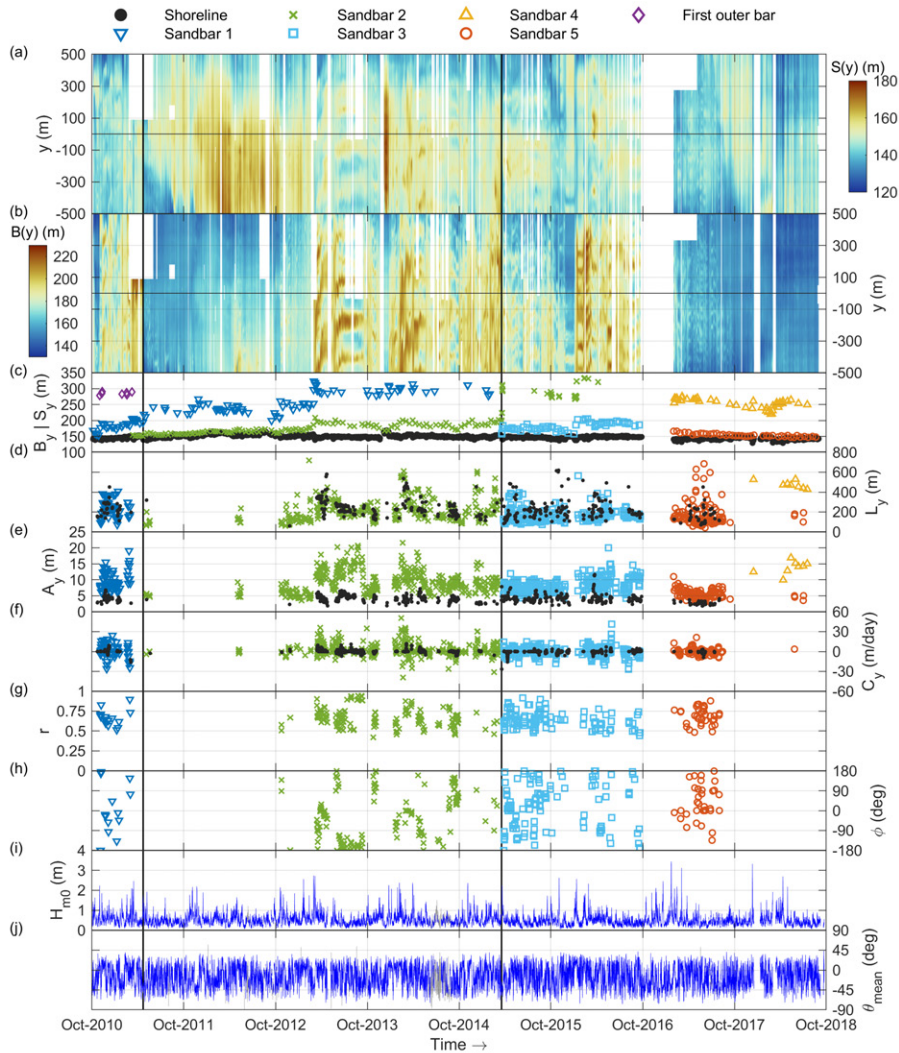 Shoreline Sandbar 2 Sandbar 4 First outer bar
Sandbar 1 Sandbar 3 Sandbar 5
(a)
500
300
100
-100
-300
-500
y (m)
S(y) (m)
180
160
140
120
(b)
B(y) (m)
220
200
180
160
140
350
500
300
100
-100
-300
-500
y (m)
(c)
300
250
200
150
100
B_y | S_y (m)
(d)
800
600
400
200
0
L_y (m)
(e)
25
20
15
10
5
0
A_y (m)
(f)
60
30
0
-30
-60
C_y (m/day)
(g)
1
0.75
0.5
0.25
0
r
(h)
180
90
0
-90
-180
ϕ (deg)
(i)
4
3
2
1
0
H_m0 (m)
(j)
90
45
0
-45
-90
θ_mean (deg)
Oct-2010 Oct-2011 Oct-2012 Oct-2013 Oct-2014 Oct-2015 Oct-2016 Oct-2017 Oct-2018
Time →